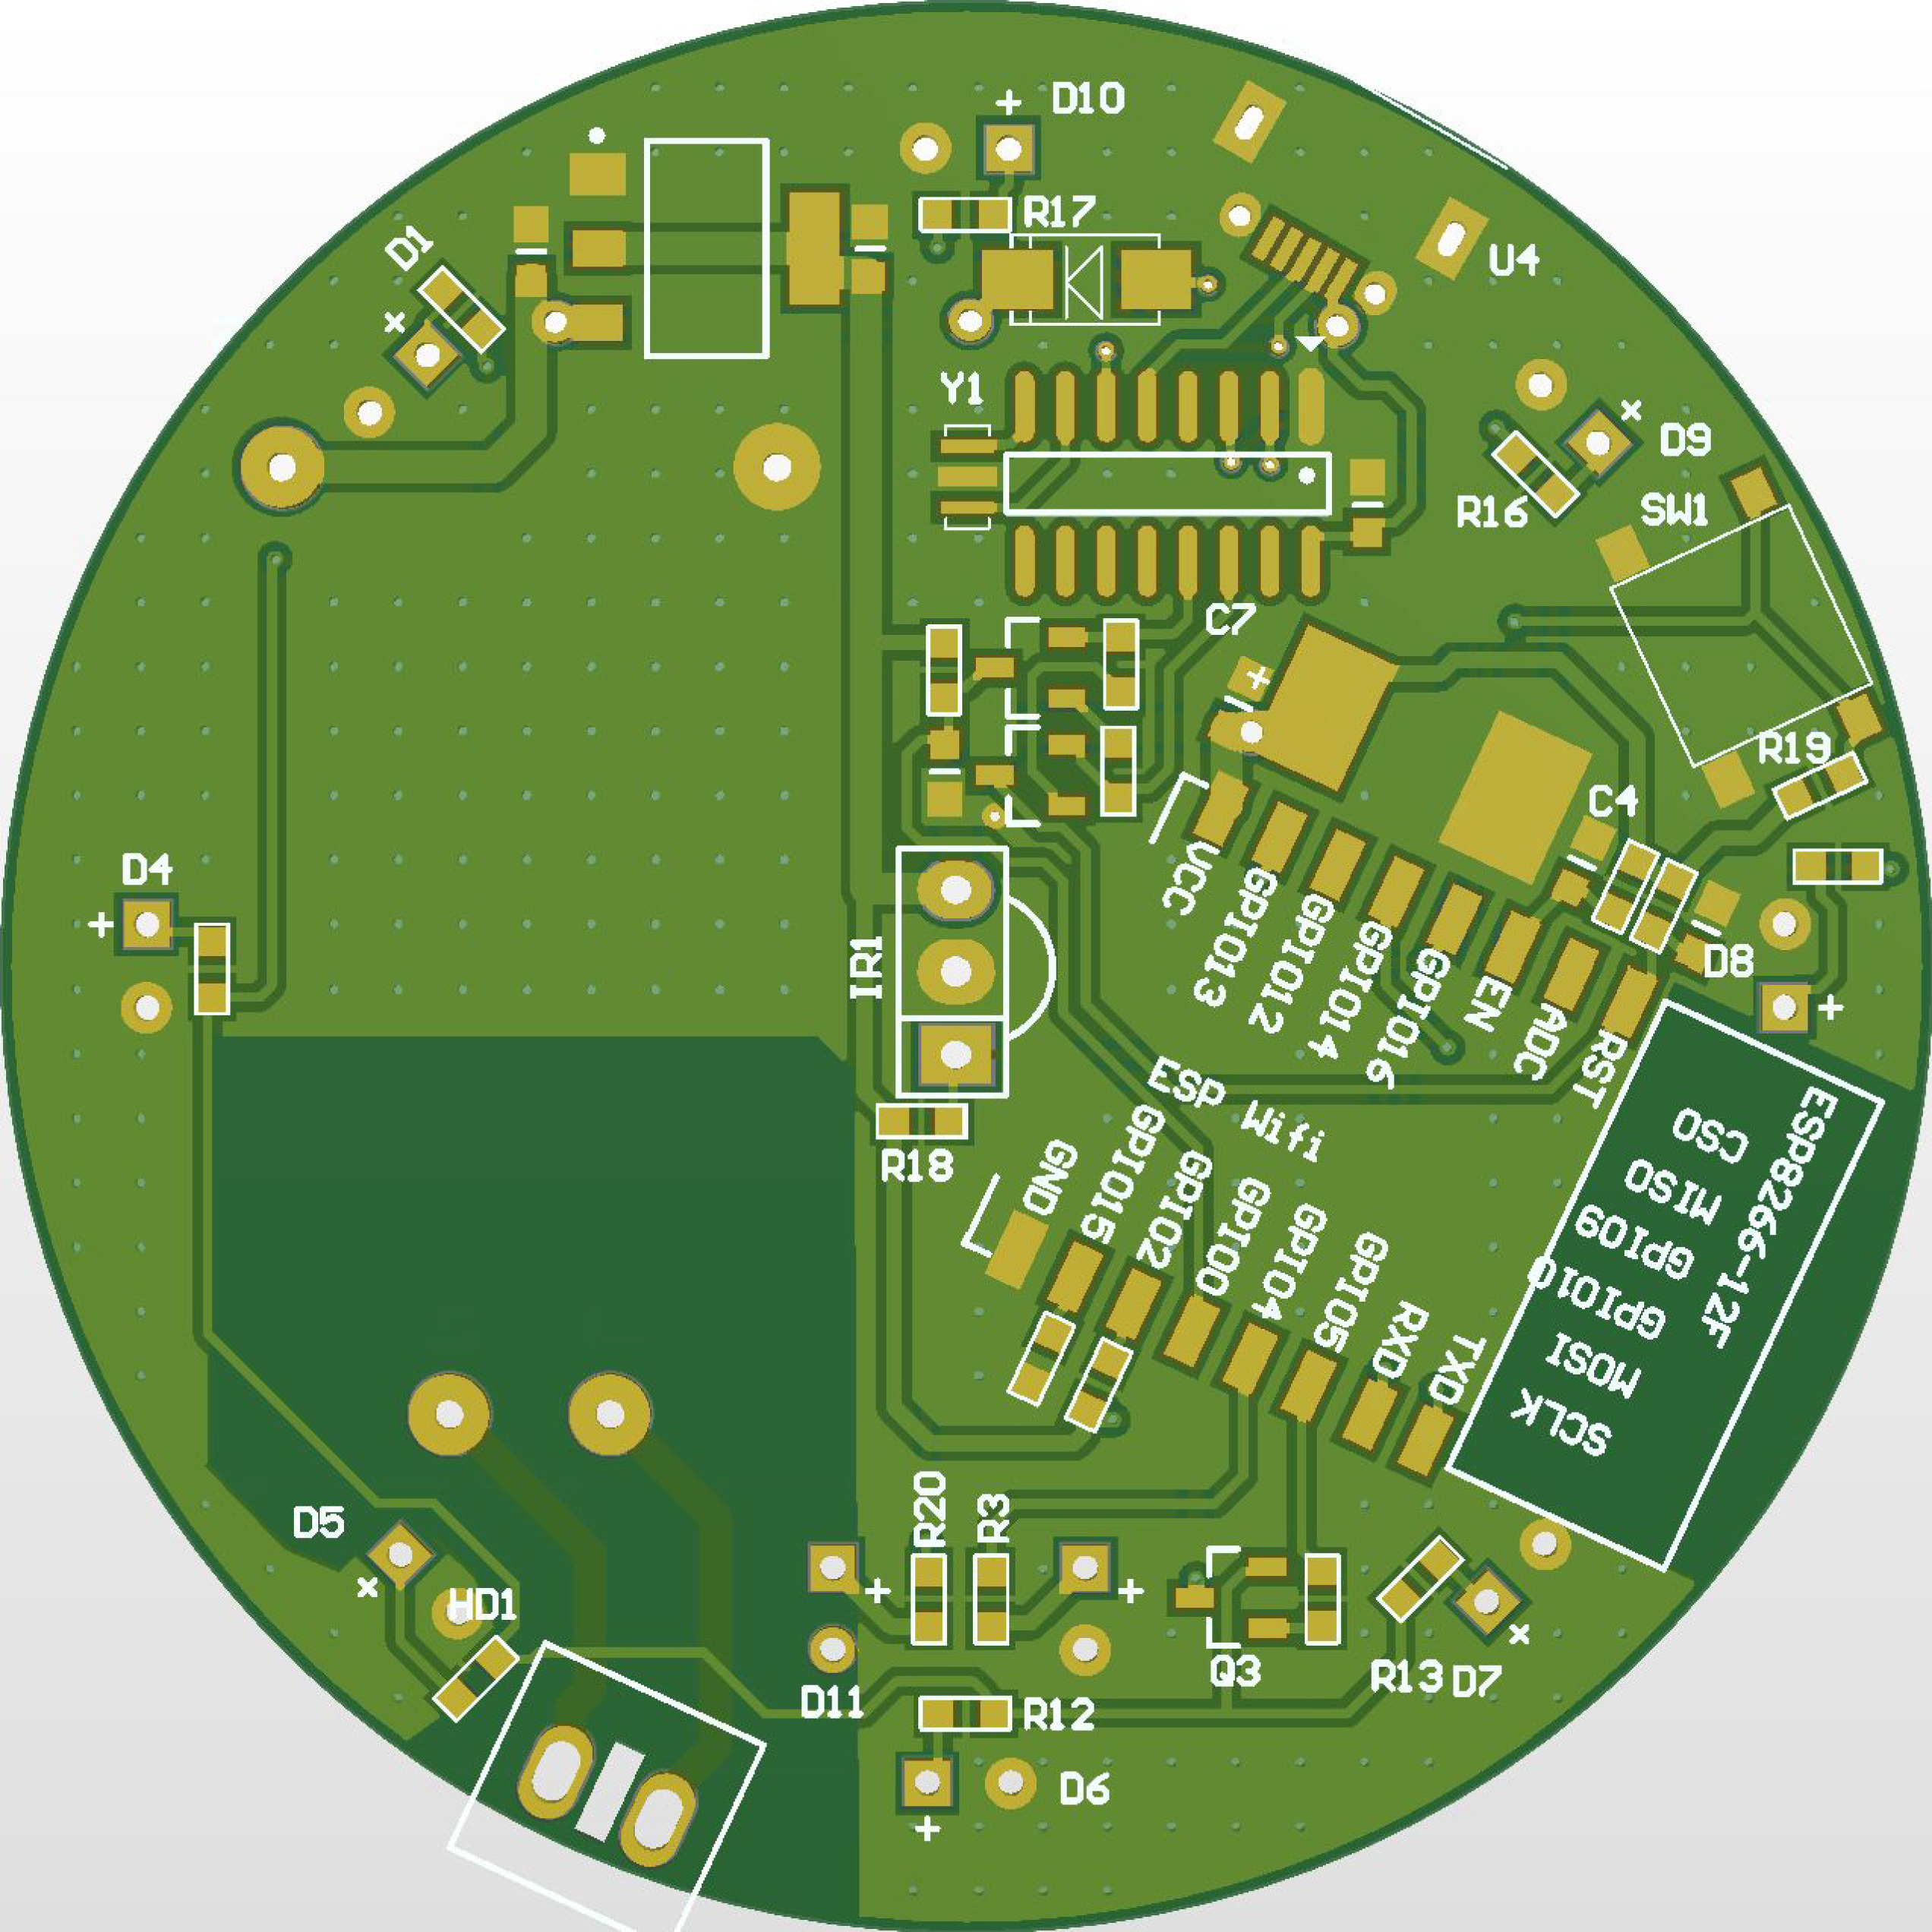 D10
R17
D1
U4
Y1
D9
R16
SW1
C7
R19
C4
D4
VCC
GPIO13
GPIO12
GPIO14
GPIO16
EN
ADC
RST
D8
IR1
ESP Wifi
R18
GND
GPIO15
GPIO2
GPIO0
GPIO4
GPIO5
RXD
TXD
ESP8266-12F
CSO
MISO
GPIO9
GPIO10
MOSI
SCLK
D5
HD1
R20
R3
D11
Q3
R13
D7
R12
D6